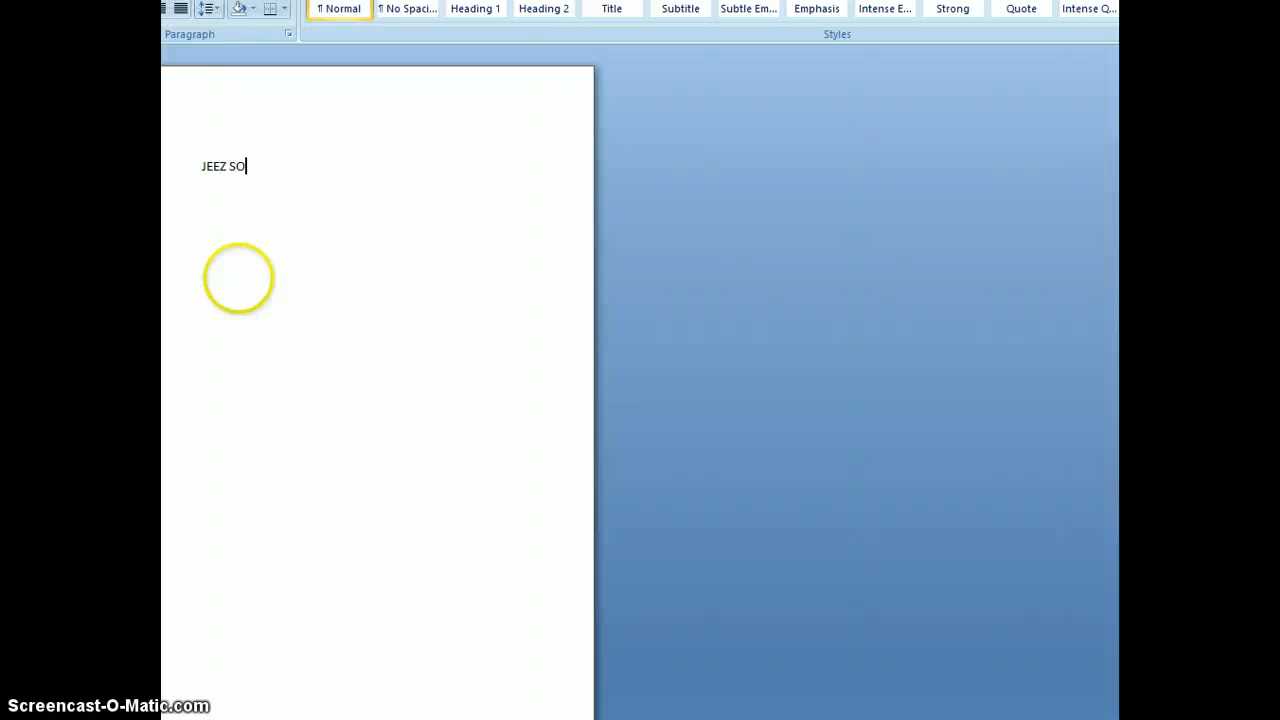 ¶ Normal
¶ No Spaci...
Heading 1
Heading 2
Title
Subtitle
Subtle Em...
Emphasis
Intense E...
Strong
Quote
Intense Q...
Paragraph
Styles
JEEZ SO
Screencast-O-Matic.com